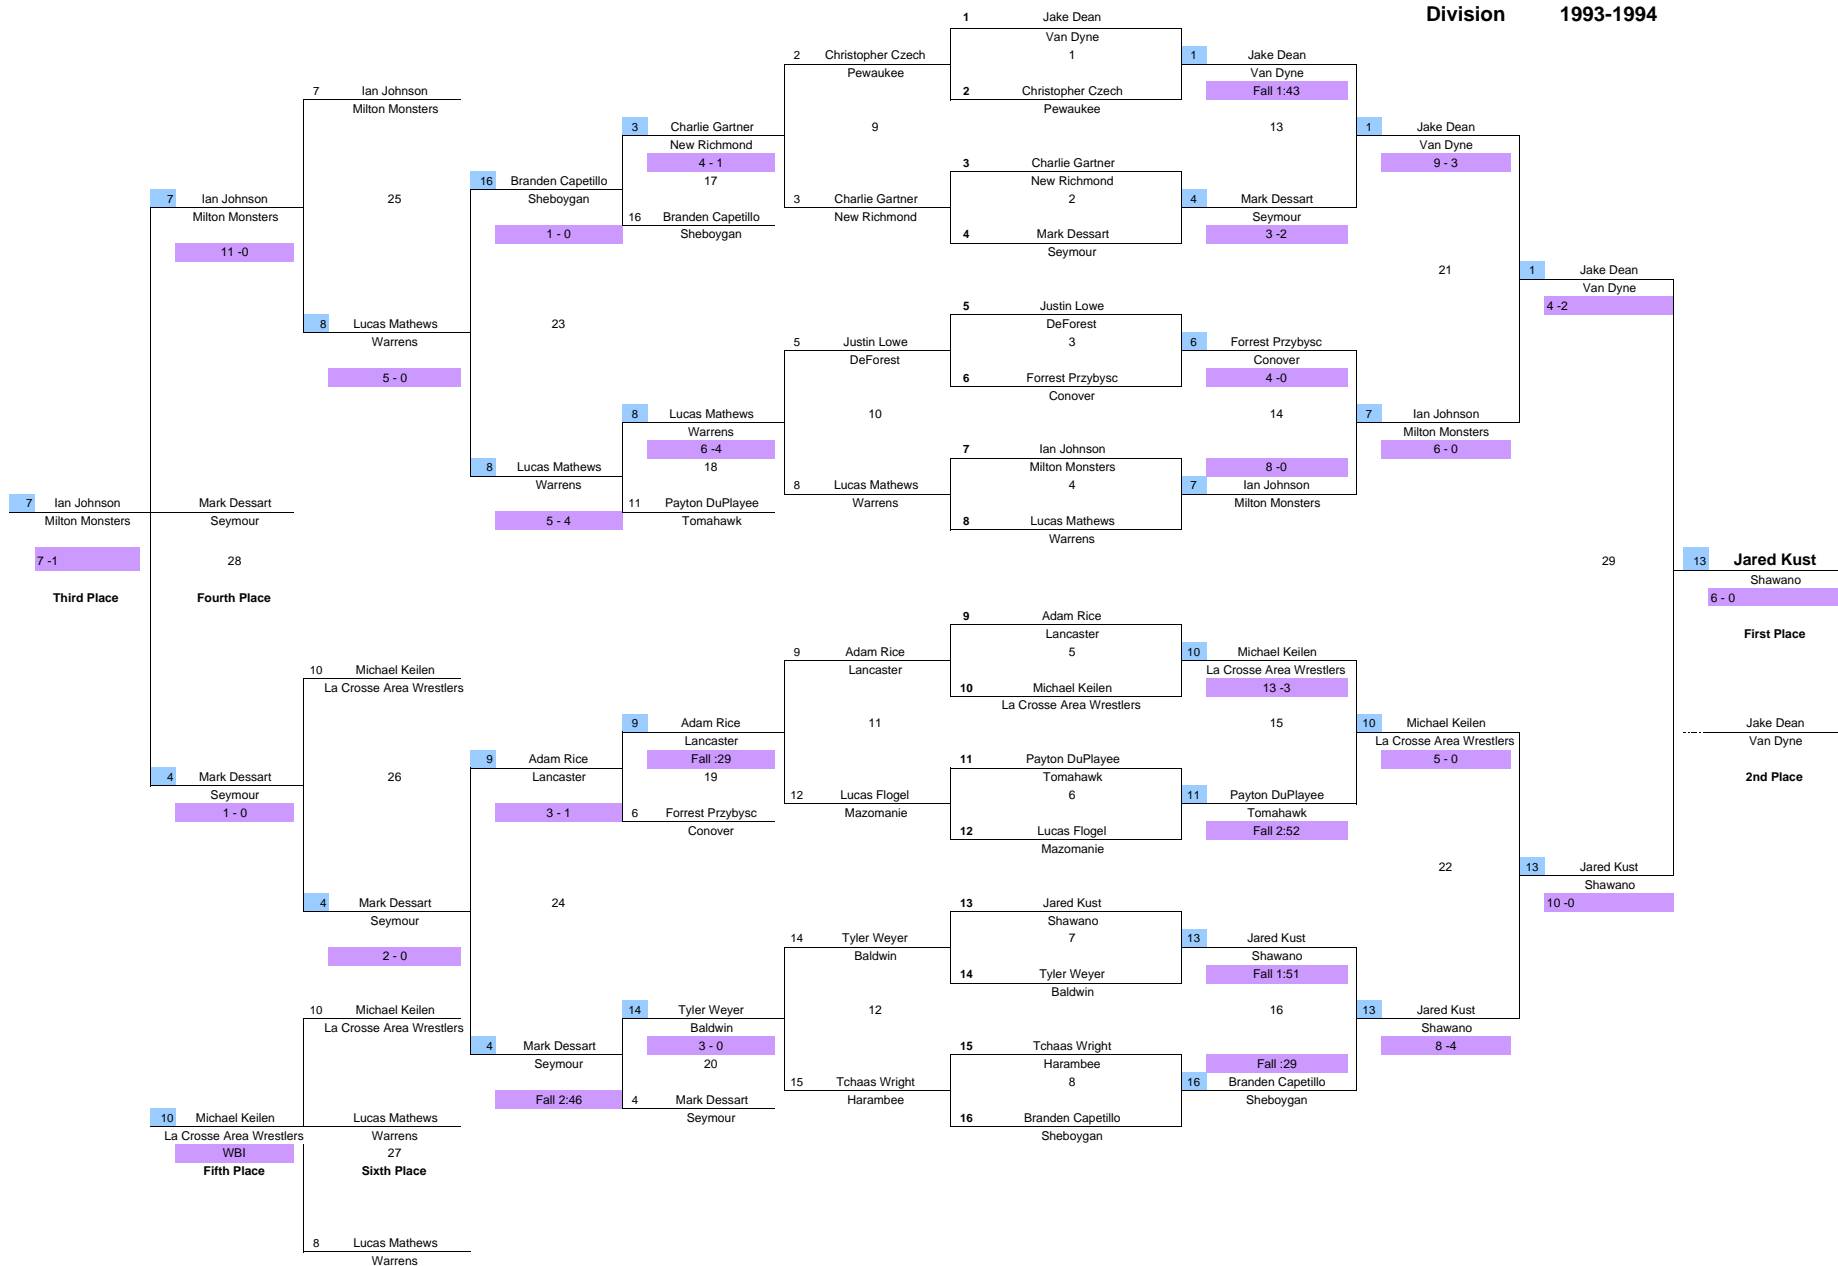 Division 1993-1994
1 Jake Dean
Van Dyne
1
2 Christopher Czech
Pewaukee
3 Charlie Gartner
New Richmond
2
4 Mark Dessart
Seymour
5 Justin Lowe
DeForest
3
6 Forrest Przybysc
Conover
7 Ian Johnson
Milton Monsters
4
8 Lucas Mathews
Warrens
9 Adam Rice
Lancaster
5
10 Michael Keilen
La Crosse Area Wrestlers
11 Payton DuPlayee
Tomahawk
6
12 Lucas Flogel
Mazomanie
13 Jared Kust
Shawano
7
14 Tyler Weyer
Baldwin
15 Tchaas Wright
Harambee
8
16 Branden Capetillo
Sheboygan
1 Jake Dean
Van Dyne
Fall 1:43
13
4 Mark Dessart
Seymour
3 -2
6 Forrest Przybysc
Conover
4 -0
14
8 -0
7 Ian Johnson
Milton Monsters
10 Michael Keilen
La Crosse Area Wrestlers
13 -3
15
11 Payton DuPlayee
Tomahawk
Fall 2:52
13 Jared Kust
Shawano
Fall 1:51
16
Fall :29
16 Branden Capetillo
Sheboygan
1 Jake Dean
Van Dyne
9 - 3
21
7 Ian Johnson
Milton Monsters
6 - 0
10 Michael Keilen
La Crosse Area Wrestlers
5 - 0
22
13 Jared Kust
Shawano
8 -4
1 Jake Dean
Van Dyne
4 -2
29
13 Jared Kust
Shawano
10 -0
13 Jared Kust
Shawano
6 - 0
First Place
Jake Dean
Van Dyne
2nd Place
2 Christopher Czech
Pewaukee
9
3 Charlie Gartner
New Richmond
5 Justin Lowe
DeForest
10
8 Lucas Mathews
Warrens
9 Adam Rice
Lancaster
11
12 Lucas Flogel
Mazomanie
14 Tyler Weyer
Baldwin
12
15 Tchaas Wright
Harambee
3 Charlie Gartner
New Richmond
4 - 1
17
16 Branden Capetillo
Sheboygan
8 Lucas Mathews
Warrens
6 -4
18
11 Payton DuPlayee
Tomahawk
9 Adam Rice
Lancaster
Fall :29
19
6 Forrest Przybysc
Conover
14 Tyler Weyer
Baldwin
3 - 0
20
4 Mark Dessart
Seymour
16 Branden Capetillo
Sheboygan
1 - 0
23
8 Lucas Mathews
Warrens
5 - 4
9 Adam Rice
Lancaster
3 - 1
24
4 Mark Dessart
Seymour
Fall 2:46
7 Ian Johnson
Milton Monsters
25
8 Lucas Mathews
Warrens
5 - 0
10 Michael Keilen
La Crosse Area Wrestlers
26
4 Mark Dessart
Seymour
2 - 0
7 Ian Johnson
Milton Monsters
11 -0
4 Mark Dessart
Seymour
1 - 0
7 Ian Johnson
Milton Monsters
7 -1
Third Place
Mark Dessart
Seymour
28
Fourth Place
10 Michael Keilen
La Crosse Area Wrestlers
10 Michael Keilen
La Crosse Area Wrestlers
WBI
Fifth Place
Lucas Mathews
Warrens
27
Sixth Place
8 Lucas Mathews
Warrens